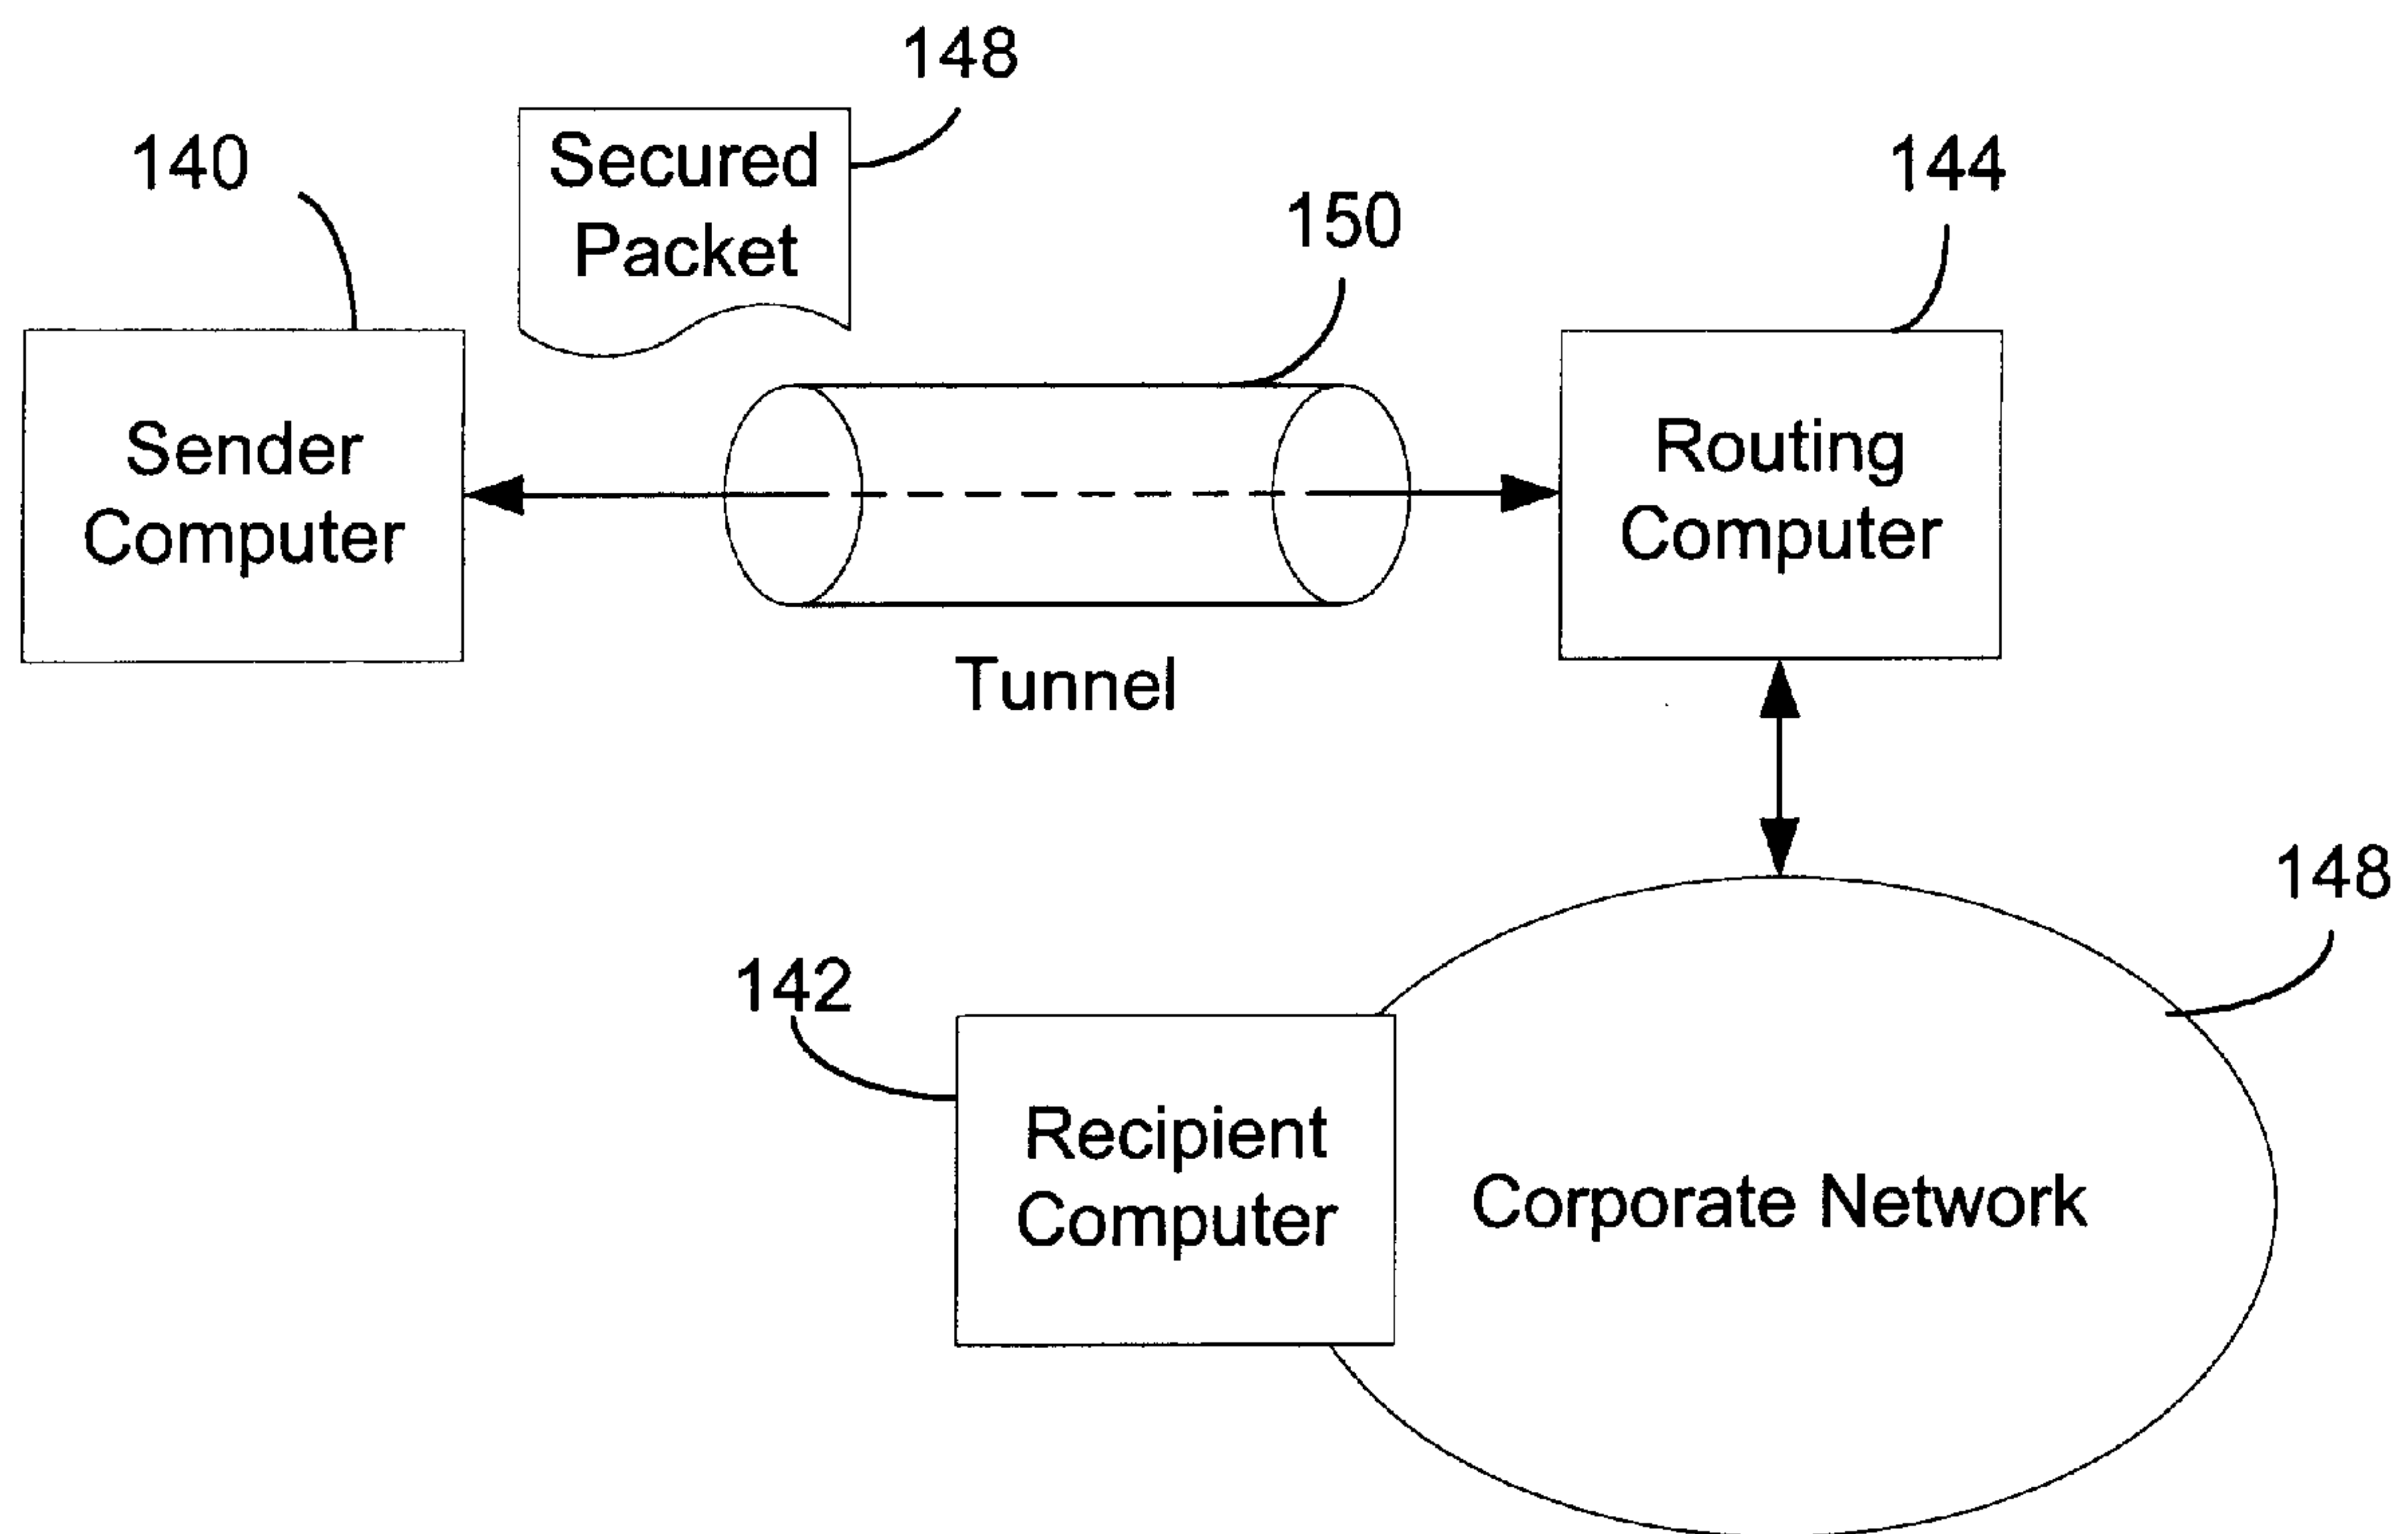 148
140
Secured
Packet
144
150
Sender
Computer
Routing
Computer
Tunnel
148
142
Recipient
Computer
Corporate Network